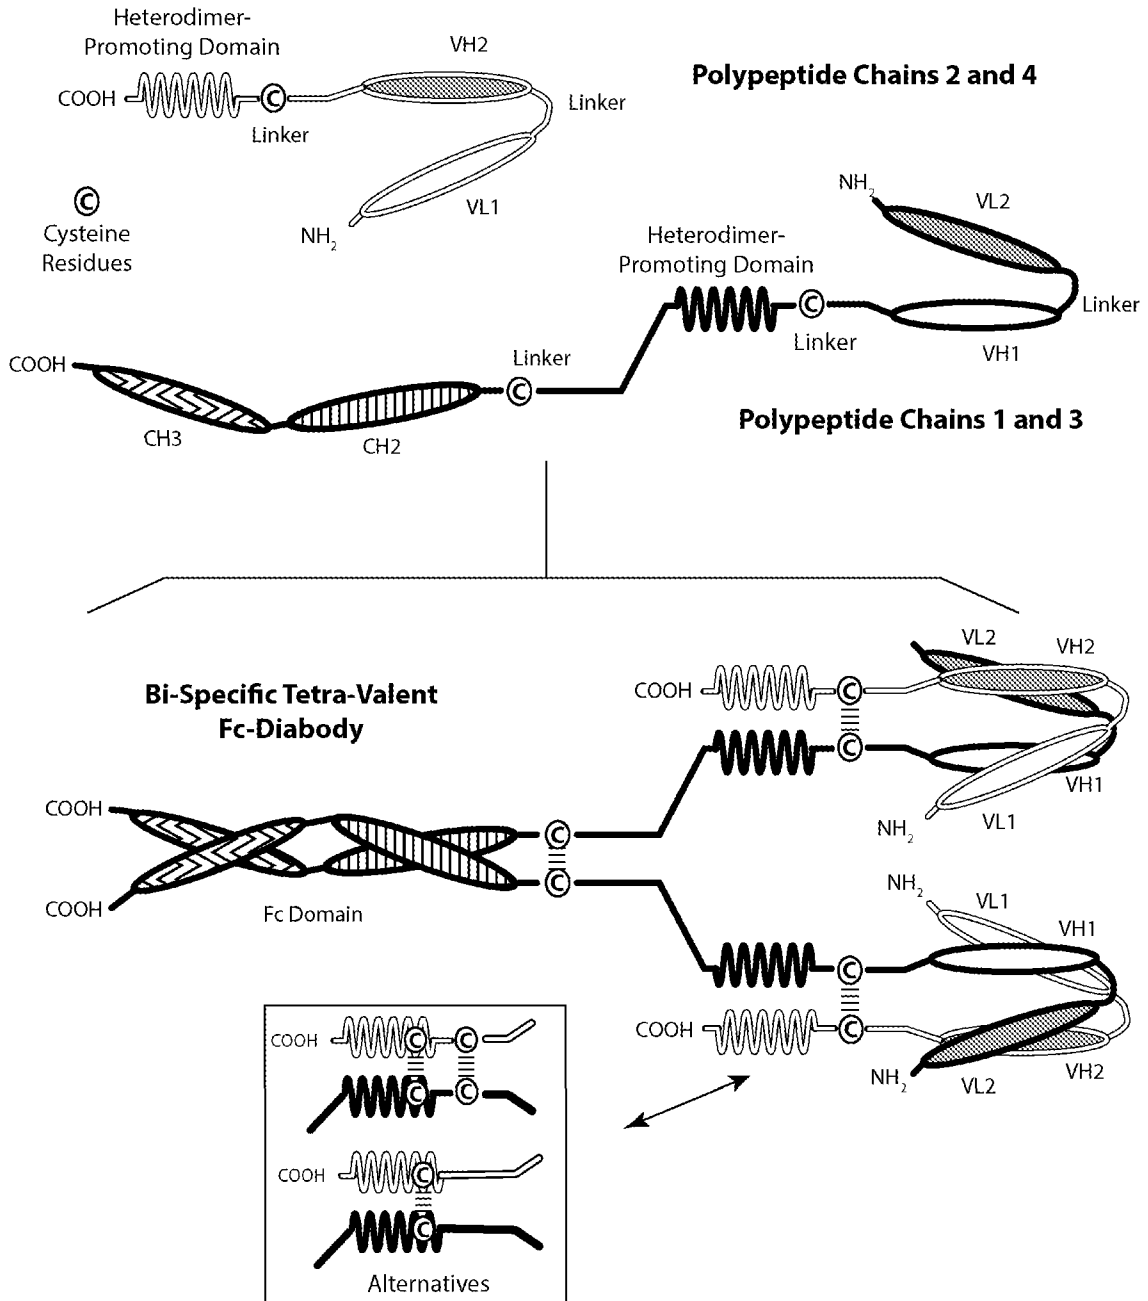 Heterodimer-
Promoting Domain
VH2
Polypeptide Chains 2 and 4
COOH
C
Linker
Linker
VL1
NH2
C
Cysteine
Residues
NH2
VL2
Heterodimer-
Promoting Domain
C
Linker
Linker
VH1
COOH
Linker
C
CH3
CH2
Polypeptide Chains 1 and 3
Bi-Specific Tetra-Valent
Fc-Diabody
VL2
VH2
COOH
C
C
VH1
VL1
NH2
COOH
C
C
COOH
Fc Domain
NH2
VL1
VH1
C
COOH
C
NH2
VL2
VH2
COOH
C
C
C
C
COOH
C
C
Alternatives